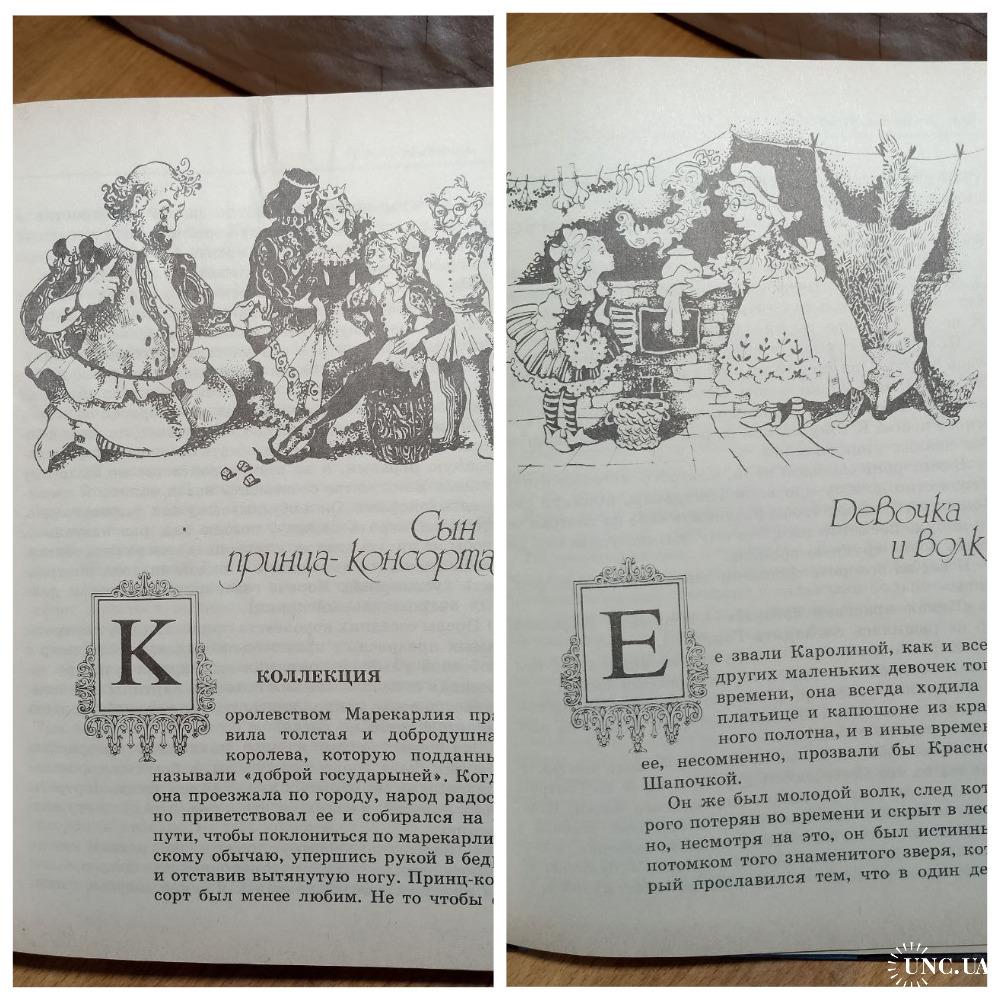 Сын
принца-консорта
К
КОЛЛЕКЦИЯ
оролевством Марекарлия пра
вила толстая и добродушна
королева, которую подданны
называли «доброй государыней». Когд
она проезжала по городу, народ радос
но приветствовал ее и собирался на
пути, чтобы поклониться по марекарли
скому обычаю, упершись рукой в бед
и отставив вытянутую ногу. Принц-ко
сорт был менее любим. Не то чтобы
Девочка
и волк
Е
е звали Каролиной, как и все
других маленьких девочек тог
времени, она всегда ходила
платьице и капюшоне из кра
ного полотна, и в иные времен
ее, несомненно, прозвали бы Красно
Шапочкой.
Он же был молодой волк, след кот
рого потерян во времени и скрыт в лес
но, несмотря на это, он был истинны
потомком того знаменитого зверя, кот
рый прославился тем, что в один де
UNC.UA